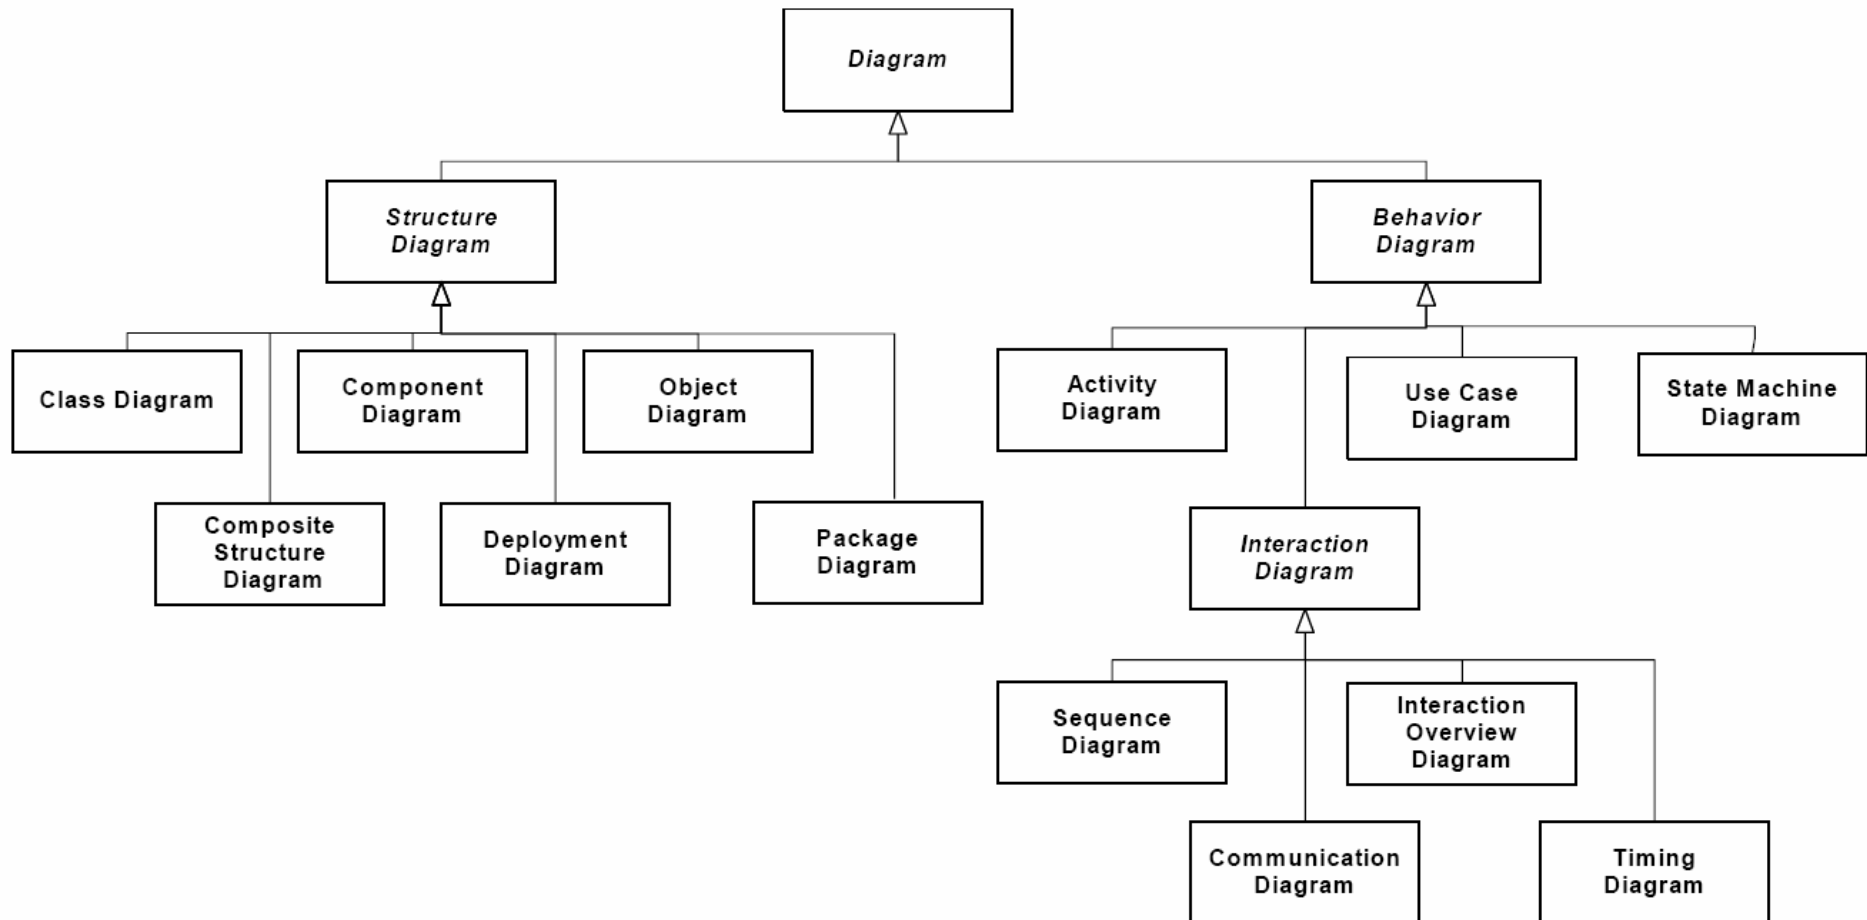 Diagram
Structure
Diagram
Behavior
Diagram
Class Diagram
Component
Diagram
Object
Diagram
Activity
Diagram
Use Case
Diagram
State Machine
Diagram
Composite
Structure
Diagram
Deployment
Diagram
Package
Diagram
Interaction
Diagram
Sequence
Diagram
Interaction
Overview
Diagram
Communication
Diagram
Timing
Diagram